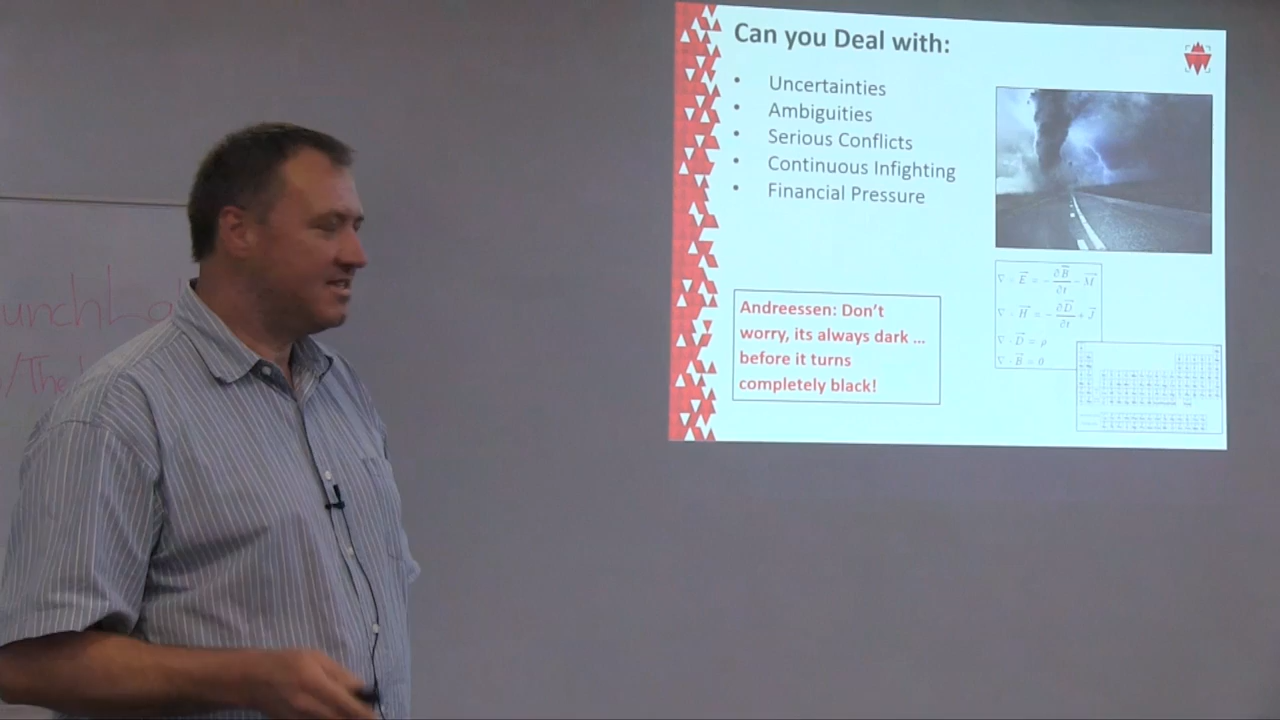 Can you Deal with:
• Uncertainties
• Ambiguities
• Serious Conflicts
• Continuous Infighting
• Financial Pressure
Andreessen: Don't
worry, its always dark ...
before it turns
completely black!
∇ · E⃗ = − ∂B⃗/∂t − M⃗
∇ · H⃗ = − ∂D⃗/∂t + J⃗
∇ · D⃗ = ρ
∇ · B⃗ = 0
unchLa
/The